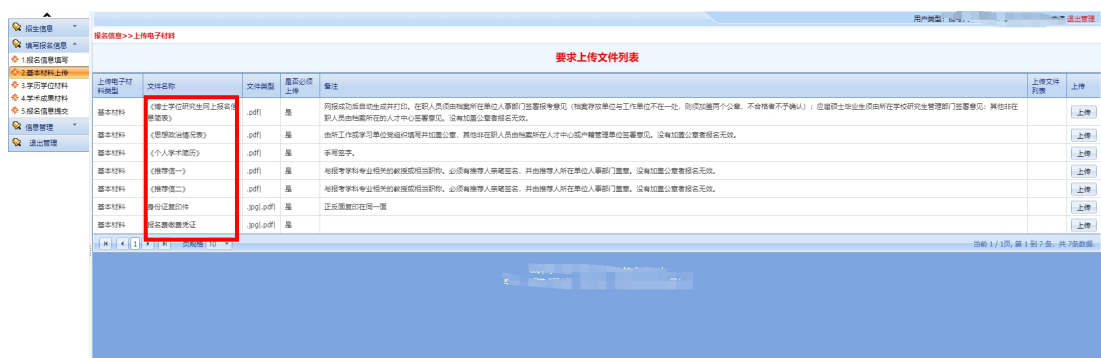 用户类型:
退出管理
招生信息
填写报名信息
1.报名信息填写
2.基本材料上传
3.学历学位材料
4.学术成果材料
5.报名信息提交
信息管理
退出管理
报名信息>>上传电子材料
要求上传文件列表
上传电子材料类型 文件名称 文件类型 是否必须上传 备注 上传文件列表 上传
基本材料 《博士学位研究生网上报名信息简表》 .pdf| 是 网报成功后自动生成并打印。在职人员须由档案所在单位人事部门签署报考意见(档案存放单位与工作单位不在一处,则须加盖两个公章,不合格者不予确认);应届硕士毕业生须由所在学校研究生管理部门签署意见;其他非在
职人员由档案所在的人才中心签署意见。没有加盖公章者报名无效。 上传
基本材料 《思想政治情况表》 .pdf| 是 由所工作或学习单位党组织填写并加盖公章,其他非在职人员由档案所在人才中心或户籍管理单位签署意见。没有加盖公章者报名无效。 上传
基本材料 《个人学术简历》 .pdf| 是 手写签字。 上传
基本材料 《推荐信一》 .pdf| 是 与报考学科专业相关的教授或相当职称。必须有推荐人亲笔签名,并由推荐人所在单位人事部门盖章。没有加盖公章者报名无效。 上传
基本材料 《推荐信二》 .pdf| 是 与报考学科专业相关的教授或相当职称。必须有推荐人亲笔签名,并由推荐人所在单位人事部门盖章。没有加盖公章者报名无效。 上传
基本材料 身份证复印件 .jpg|.pdf| 是 正反面复印在同一面 上传
基本材料 报名费缴费凭证 .jpg|.pdf| 是 上传
1 页规格 10 当前 1 / 1页, 第 1 到 7 条, 共 7条数据.